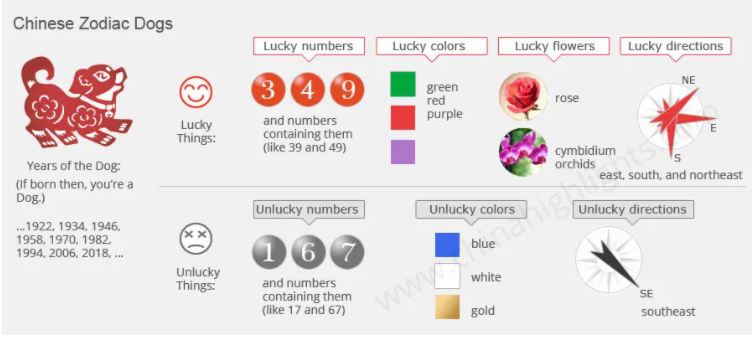 Chinese Zodiac Dogs
Years of the Dog:
(If born then, you're a
Dog.)
...1922, 1934, 1946,
1958, 1970, 1982,
1994, 2006, 2018, ...
Lucky
Things:
Lucky numbers
3 4 9
and numbers
containing them
(like 39 and 49)
Lucky colors
green
red
purple
Lucky flowers
rose
cymbidium
orchids
Lucky directions
NE
E
S
east, south, and northeast
Unlucky
Things:
Unlucky numbers
1 6 7
and numbers
containing them
(like 17 and 67)
Unlucky colors
blue
white
gold
Unlucky directions
SE
southeast
www.chinahighlights.com